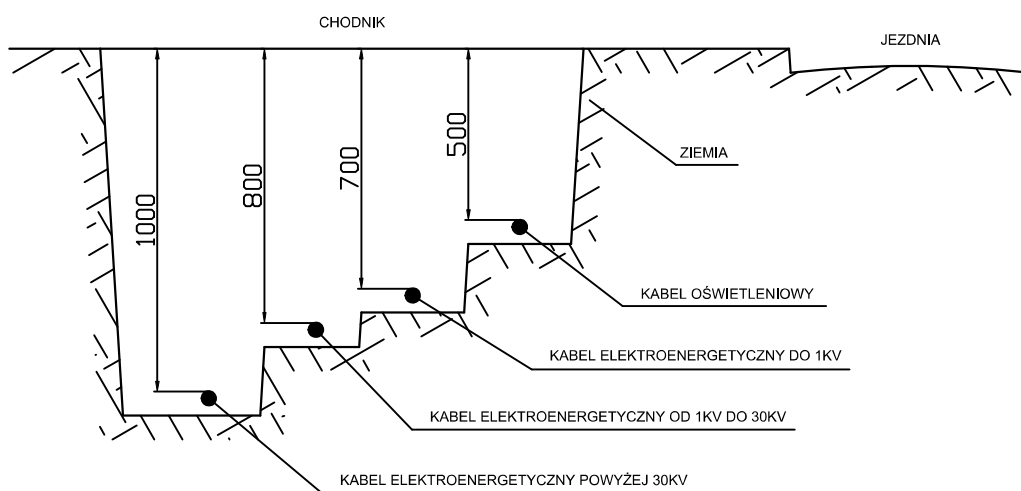 CHODNIK
JEZDNIA
500
ZIEMIA
700
800
1000
KABEL OŚWIETLENIOWY
KABEL ELEKTROENERGETYCZNY DO 1KV
KABEL ELEKTROENERGETYCZNY OD 1KV DO 30KV
KABEL ELEKTROENERGETYCZNY POWYŻEJ 30KV